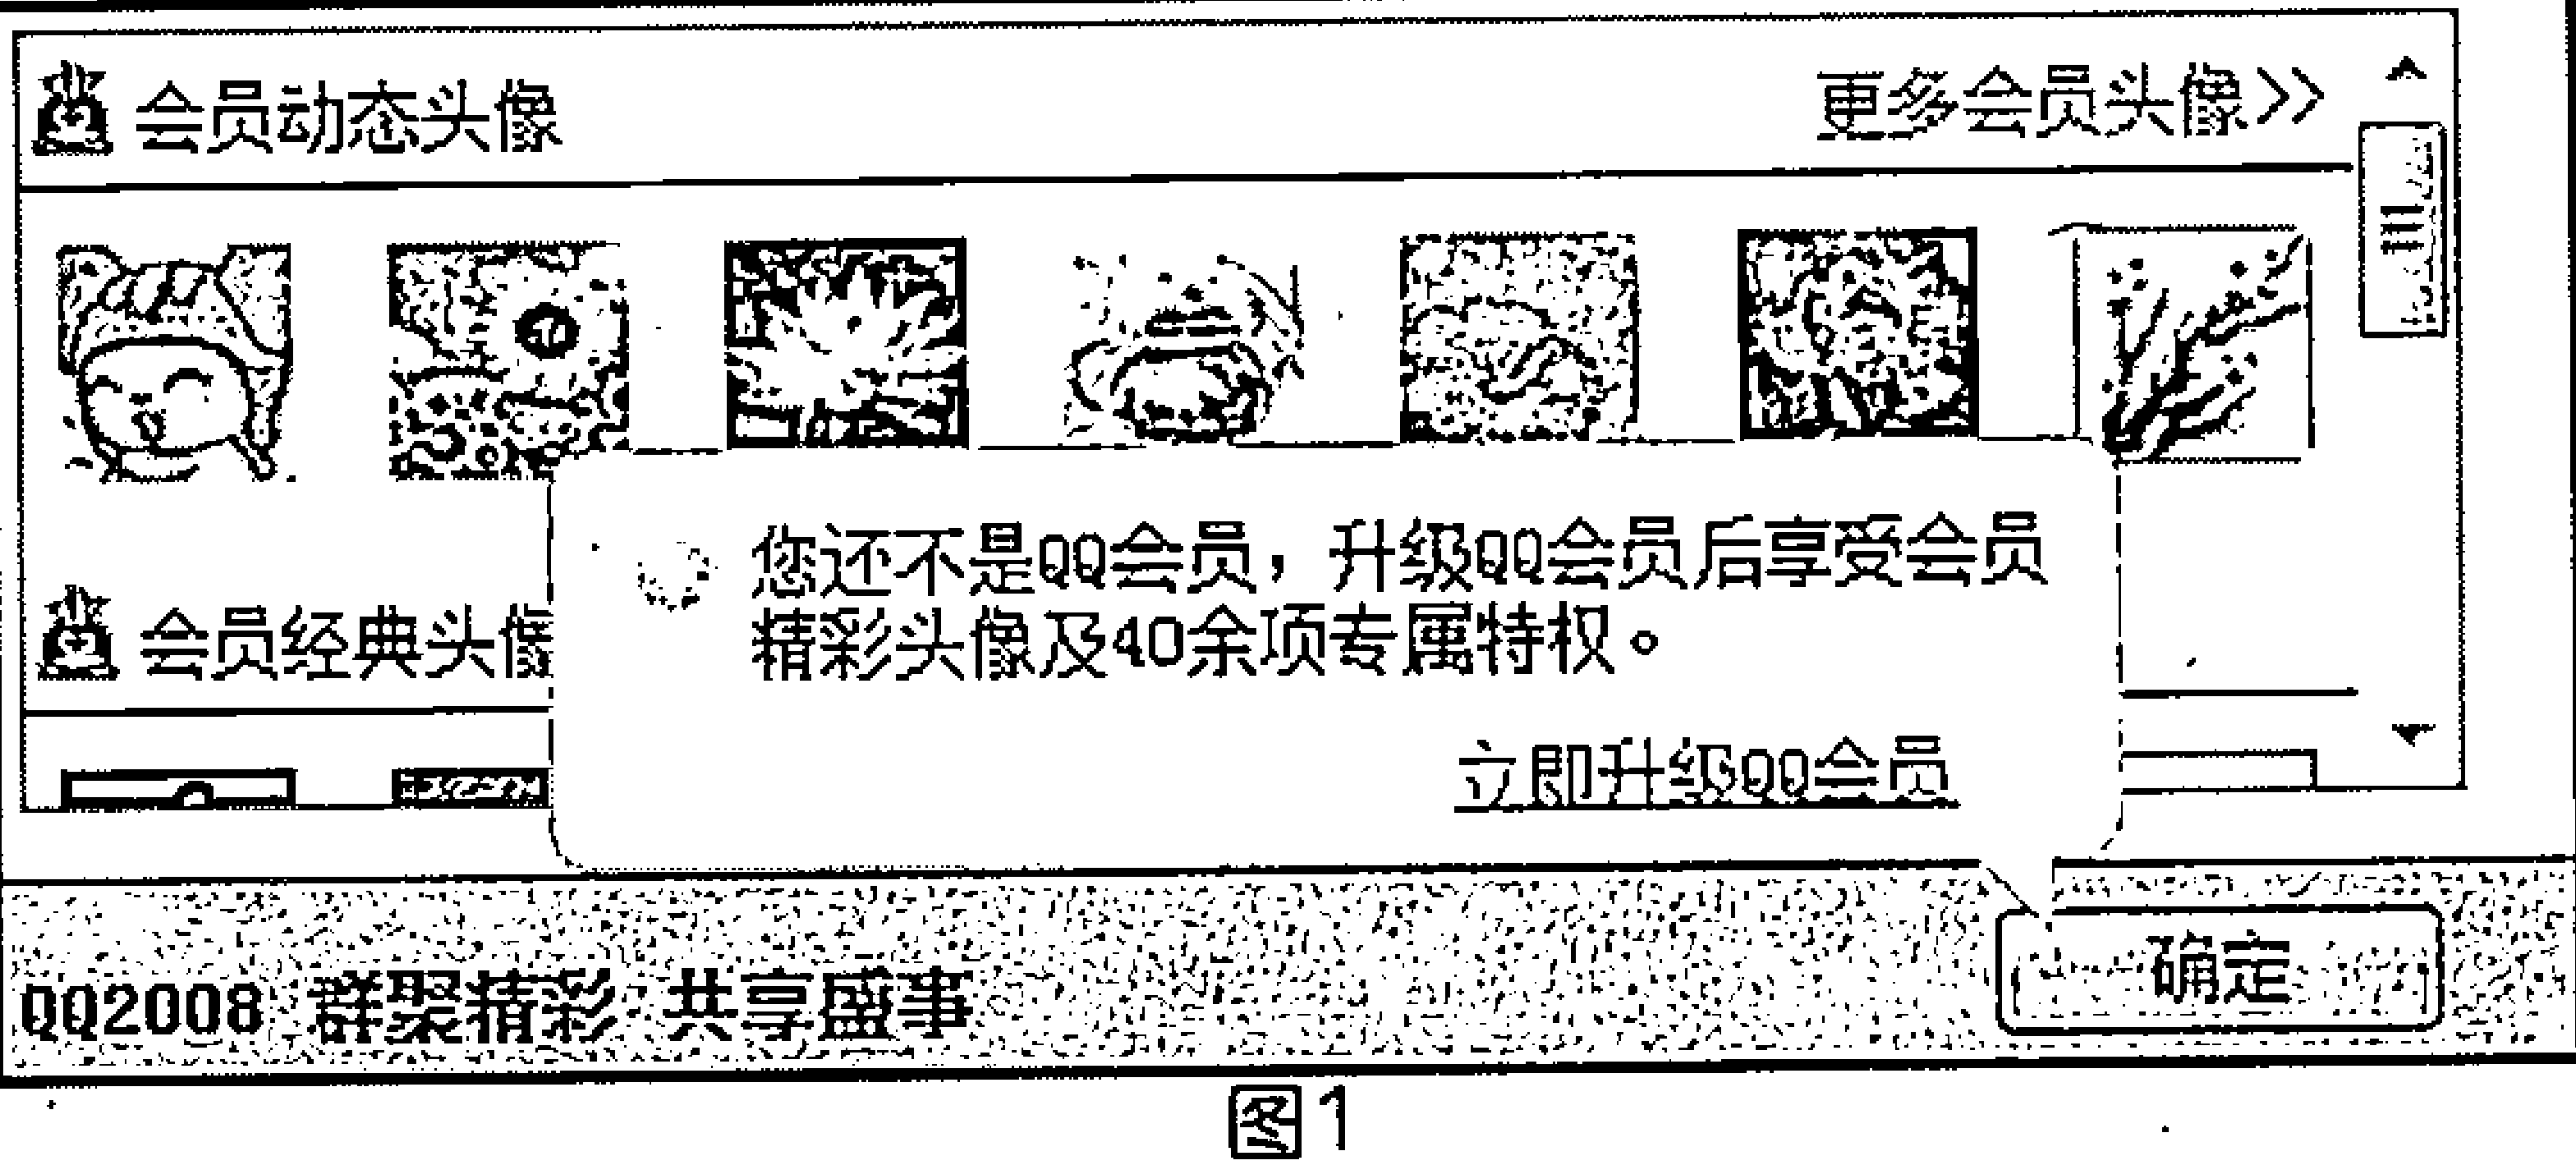 会员动态头像
更多会员头像>>
您还不是QQ会员，升级QQ会员后享受会员
精彩头像及40余项专属特权。
会员经典头像
立即升级QQ会员
QQ2008 群聚精彩 共享盛事
确定
图1